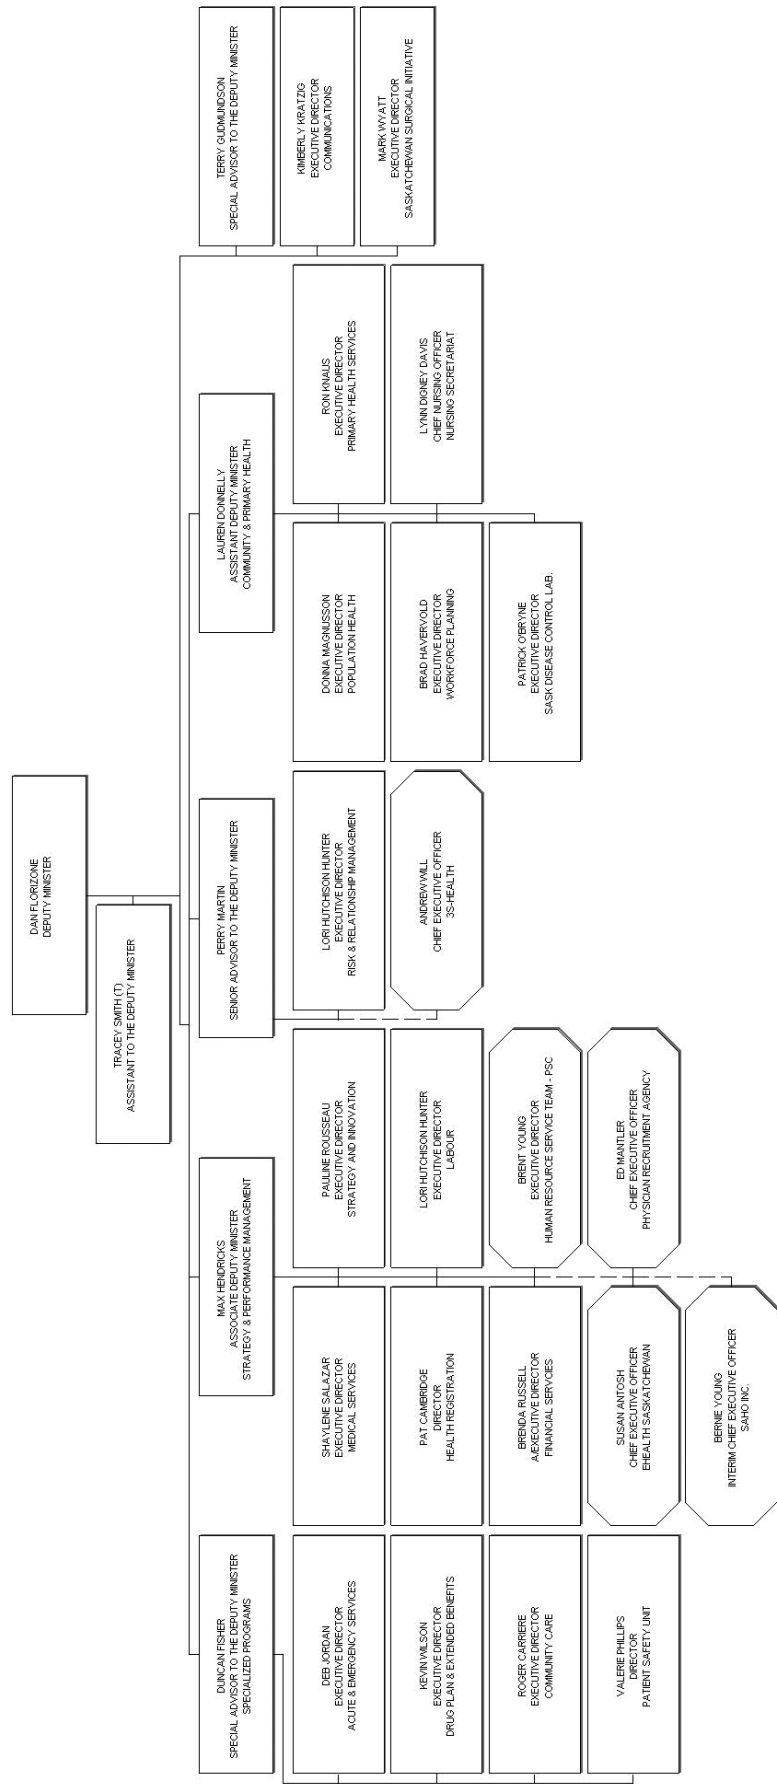 DAN FLORIZONE
DEPUTY MINISTER
TRACEY SMITH (T)
ASSISTANT TO THE DEPUTY MINISTER
DUNCAN FISHER
SPECIAL ADVISOR TO THE DEPUTY MINISTER
SPECIALIZED PROGRAMS
MAX HENDRICKS
ASSOCIATE DEPUTY MINISTER
STRATEGY & PERFORMANCE MANAGEMENT
PERRY MARTIN
SENIOR ADVISOR TO THE DEPUTY MINISTER
LAUREN DONNELLY
ASSISTANT DEPUTY MINISTER
COMMUNITY & PRIMARY HEALTH
TERRY GUDMUNDSON
SPECIAL ADVISOR TO THE DEPUTY MINISTER
KIMBERLY KRATZIG
EXECUTIVE DIRECTOR
COMMUNICATIONS
MARK WYATT
EXECUTIVE DIRECTOR
SASKATCHEWAN SURGICAL INITIATIVE
DEB JORDAN
EXECUTIVE DIRECTOR
ACUTE & EMERGENCY SERVICES
SHAYLENE SALAZAR
EXECUTIVE DIRECTOR
MEDICAL SERVICES
PAULINE ROUSSEAU
EXECUTIVE DIRECTOR
STRATEGY AND INNOVATION
LORI HUTCHISON HUNTER
EXECUTIVE DIRECTOR
RISK & RELATIONSHIP MANAGEMENT
DONNA MAGNUSSON
EXECUTIVE DIRECTOR
POPULATION HEALTH
RON KNAUS
EXECUTIVE DIRECTOR
PRIMARY HEALTH SERVICES
KEVIN WILSON
EXECUTIVE DIRECTOR
DRUG PLAN & EXTENDED BENEFITS
PAT CAMBRIDGE
DIRECTOR
HEALTH REGISTRATION
LORI HUTCHISON HUNTER
EXECUTIVE DIRECTOR
LABOUR
ANDREW WILL
CHIEF EXECUTIVE OFFICER
3S-HEALTH
BRAD HAVERVOLD
EXECUTIVE DIRECTOR
WORKFORCE PLANNING
LYNN DIGNEY DAVIS
CHIEF NURSING OFFICER
NURSING SECRETARIAT
ROGER CARRIERE
EXECUTIVE DIRECTOR
COMMUNITY CARE
BRENDA RUSSELL
A/EXECUTIVE DIRECTOR
FINANCIAL SERVCIES
BRENT YOUNG
EXECUTIVE DIRECTOR
HUMAN RESOURCE SERVICE TEAM - PSC
PATRICK O'BRYNE
EXECUTIVE DIRECTOR
SASK DISEASE CONTROL LAB.
VALERIE PHILLIPS
DIRECTOR
PATIENT SAFETY UNIT
SUSAN ANTOSH
CHIEF EXECUTIVE OFFICER
EHEALTH SASKATCHEWAN
ED MANTLER
CHIEF EXECUTIVE OFFICER
PHYSICIAN RECRUITMENT AGENCY
BERNIE YOUNG
INTERIM CHIEF EXECUTIVE OFFICER
SAHO INC.